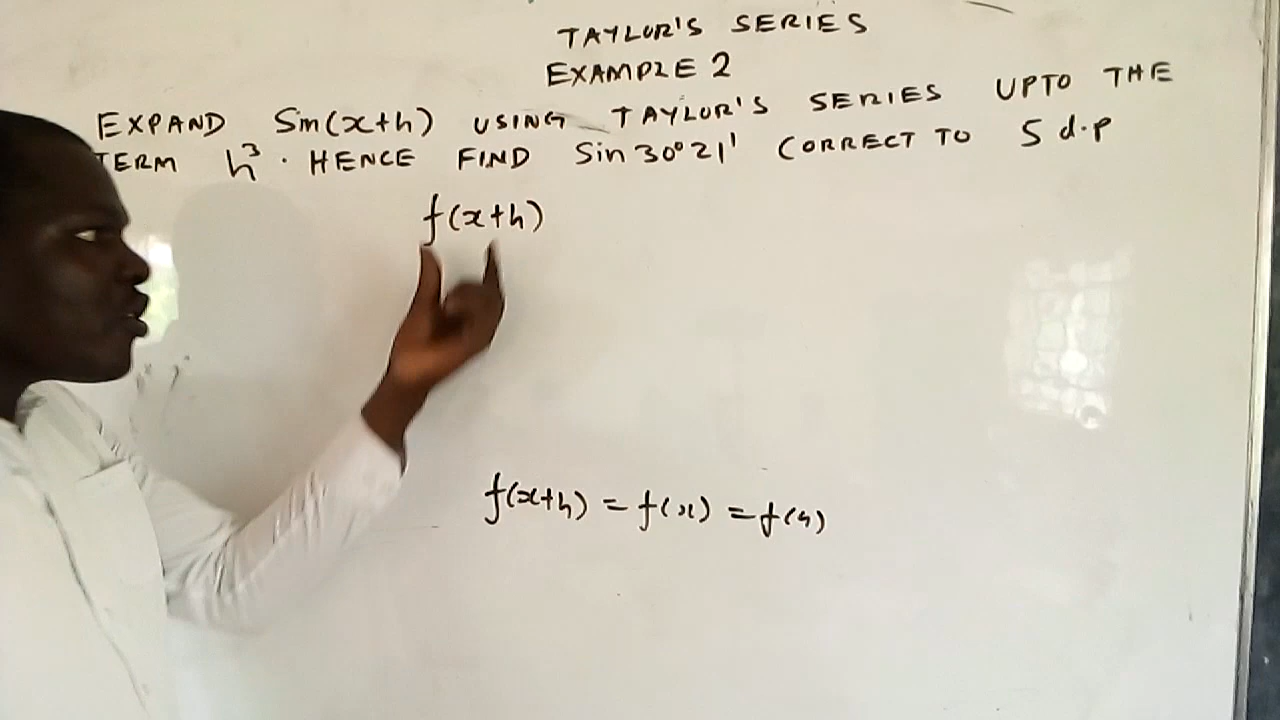 TAYLOR'S SERIES
EXAMPLE 2
EXPAND Sin(x+h) USING TAYLOR'S SERIES UPTO THE
TERM h³. HENCE FIND Sin 30°21' CORRECT TO 5 d.p
f(x+h)
f(x+h) = f(x) = f(h)